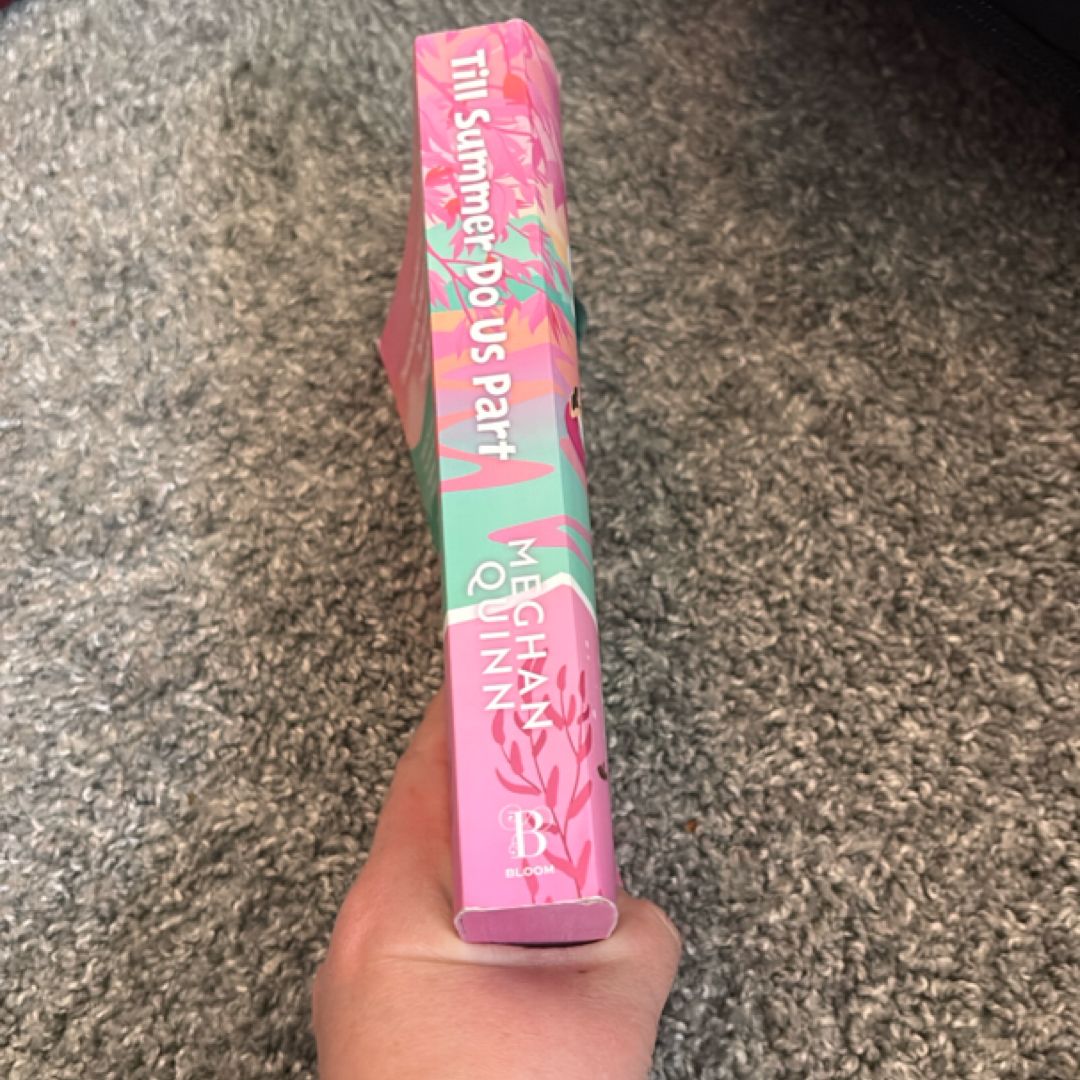 Till Summer Do Us Part
MEGHAN
QUINN
B
BLOOM